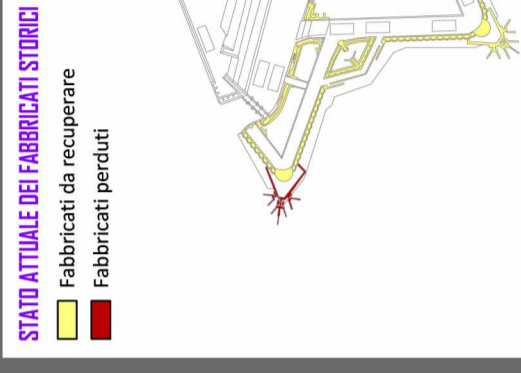 STATO ATTUALE DEI FABBRICATI STORICI
Fabbricati da recuperare
Fabbricati perduti